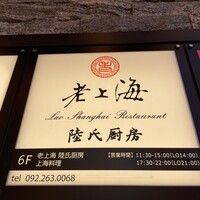 老上海
Lao Shanghai Restaurant
陸氏厨房
6F 老上海 陸氏厨房 【営業時間】 11:30-15:00(LO14:00)
上海料理 17:30-22:00(LO21:00)
tel 092.263.0068